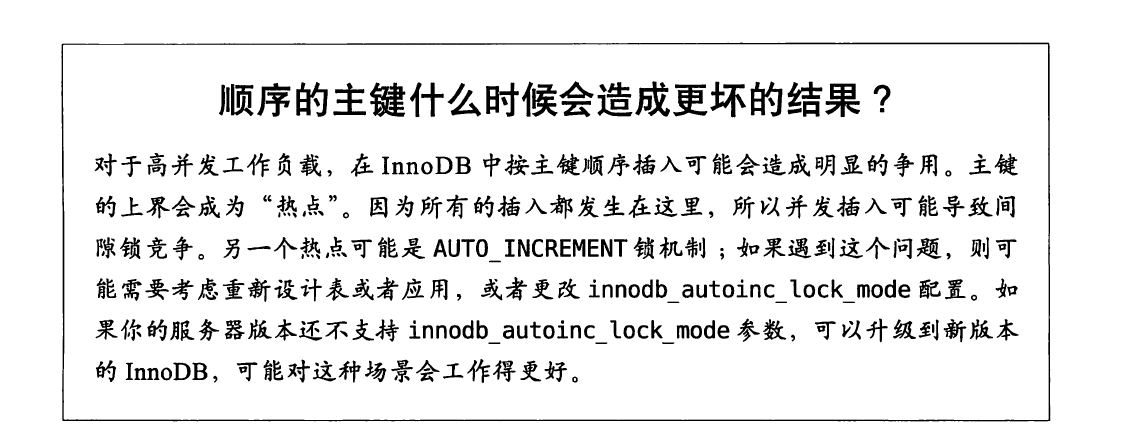 顺序的主键什么时候会造成更坏的结果？
对于高并发工作负载，在 InnoDB 中按主键顺序插入可能会造成明显的争用。主键
的上界会成为“热点”。因为所有的插入都发生在这里，所以并发插入可能导致间
隙锁竞争。另一个热点可能是 AUTO_INCREMENT 锁机制；如果遇到这个问题，则可
能需要考虑重新设计表或者应用，或者更改 innodb_autoinc_lock_mode 配置。如
果你的服务器版本还不支持 innodb_autoinc_lock_mode 参数，可以升级到新版本
的 InnoDB，可能对这种场景会工作得更好。